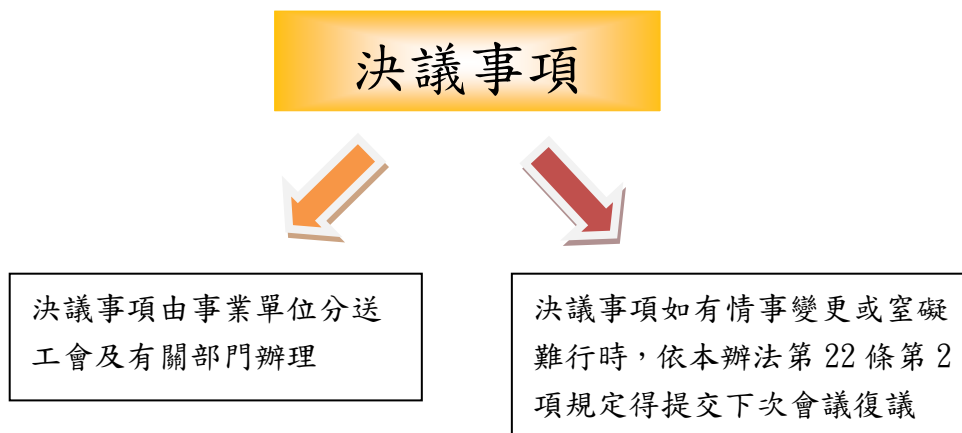 決議事項
決議事項由事業單位分送
工會及有關部門辦理
決議事項如有情事變更或窒礙
難行時，依本辦法第 22 條第 2
項規定得提交下次會議復議